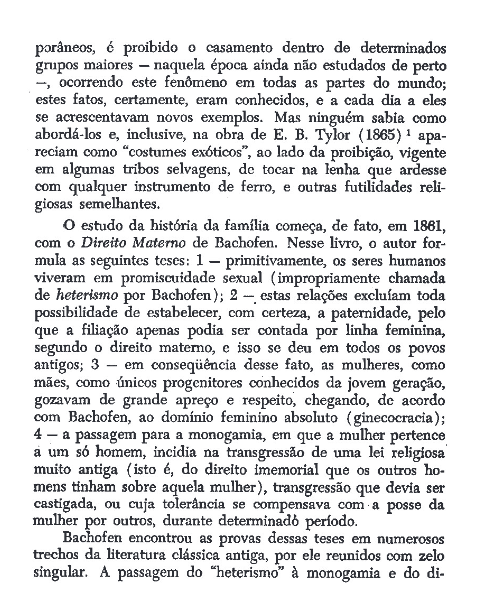 porâneos, é proibido o casamento dentro de determinados
grupos maiores — naquela época ainda não estudados de perto
—, ocorrendo este fenômeno em todas as partes do mundo;
estes fatos, certamente, eram conhecidos, e a cada dia a eles
se acrescentavam novos exemplos. Mas ninguém sabia como
abordá-los e, inclusive, na obra de E. B. Tylor (1865) ¹ apa-
reciam como "costumes exóticos", ao lado da proibição, vigente
em algumas tribos selvagens, de tocar na lenha que ardesse
com qualquer instrumento de ferro, e outras futilidades reli-
giosas semelhantes.
O estudo da história da família começa, de fato, em 1861,
com o Direito Materno de Bachofen. Nesse livro, o autor for-
mula as seguintes teses: 1 — primitivamente, os seres humanos
viveram em promiscuidade sexual (impropriamente chamada
de heterismo por Bachofen); 2 — estas relações excluíam toda
possibilidade de estabelecer, com certeza, a paternidade, pelo
que a filiação apenas podia ser contada por linha feminina,
segundo o direito materno, e isso se deu em todos os povos
antigos; 3 — em conseqüência desse fato, as mulheres, como
mães, como únicos progenitores conhecidos da jovem geração,
gozavam de grande apreço e respeito, chegando, de acordo
com Bachofen, ao domínio feminino absoluto (ginecocracia);
4 — a passagem para a monogamia, em que a mulher pertence
a um só homem, incidia na transgressão de uma lei religiosa
muito antiga (isto é, do direito imemorial que os outros ho-
mens tinham sobre aquela mulher), transgressão que devia ser
castigada, ou cuja tolerância se compensava com a posse da
mulher por outros, durante determinado período.
Bachofen encontrou as provas dessas teses em numerosos
trechos da literatura clássica antiga, por ele reunidos com zelo
singular. A passagem do "heterismo" à monogamia e do di-